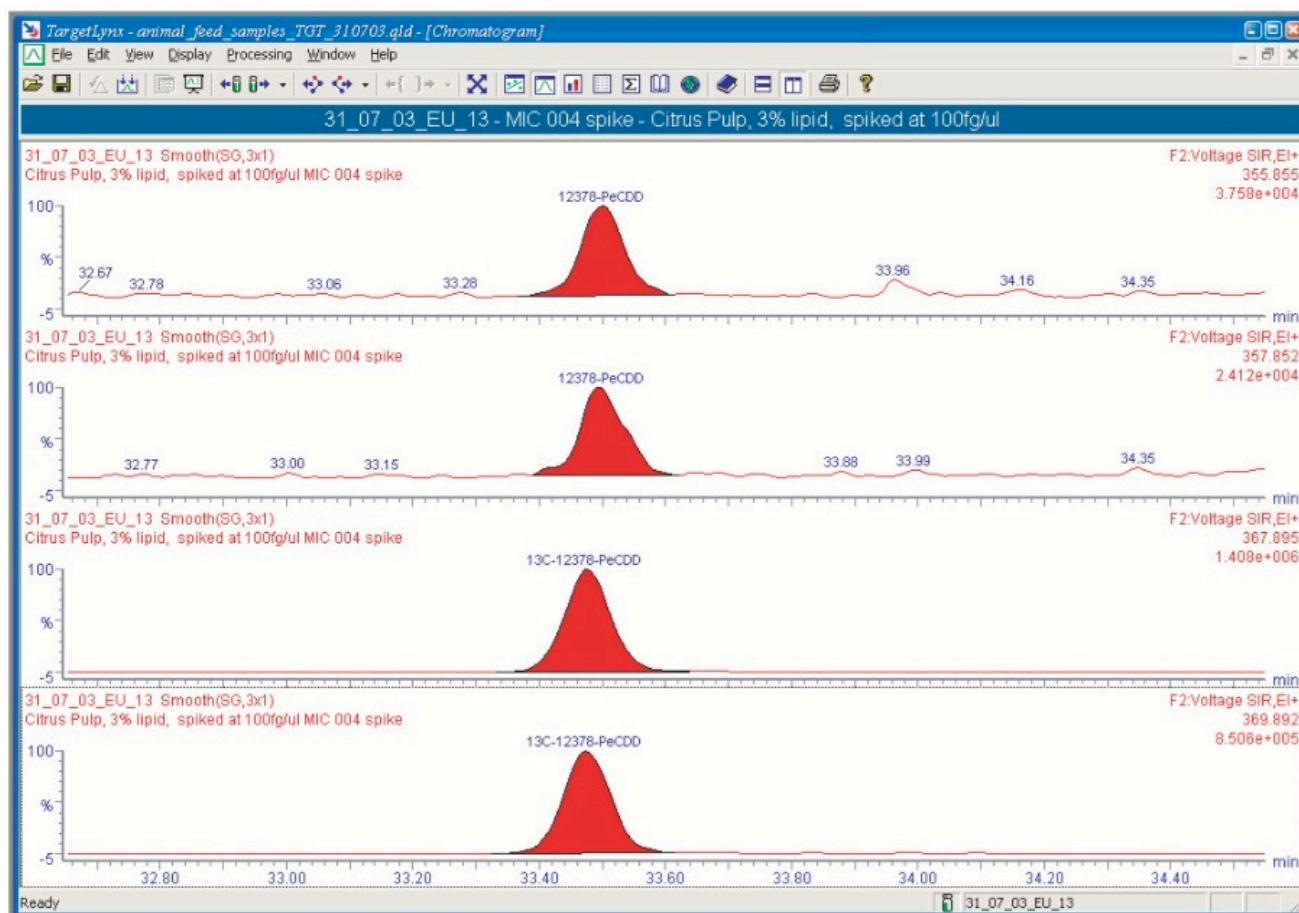 TargetLynx - animal_feed_samples_TGT_310703.qld - [Chromatogram]
File Edit View Display Processing Window Help
31_07_03_EU_13 - MIC 004 spike - Citrus Pulp, 3% lipid, spiked at 100fg/ul
31_07_03_EU_13 Smooth(SG,3x1)
F2:Voltage SIR,EI+
Citrus Pulp, 3% lipid, spiked at 100fg/ul MIC 004 spike
355.855
3.758e+004
12378-PeCDD
100
%
-5
32.67
32.78
33.06
33.28
33.96
34.16
34.35
min
31_07_03_EU_13 Smooth(SG,3x1)
F2:Voltage SIR,EI+
Citrus Pulp, 3% lipid, spiked at 100fg/ul MIC 004 spike
357.852
2.412e+004
12378-PeCDD
100
%
-5
32.77
33.00
33.15
33.88
33.99
34.35
min
31_07_03_EU_13 Smooth(SG,3x1)
F2:Voltage SIR,EI+
Citrus Pulp, 3% lipid, spiked at 100fg/ul MIC 004 spike
367.895
1.408e+006
13C-12378-PeCDD
100
%
-5
min
31_07_03_EU_13 Smooth(SG,3x1)
F2:Voltage SIR,EI+
Citrus Pulp, 3% lipid, spiked at 100fg/ul MIC 004 spike
369.892
8.506e+005
13C-12378-PeCDD
100
%
-5
min
32.80 33.00 33.20 33.40 33.60 33.80 34.00 34.20 34.40
Ready
31_07_03_EU_13